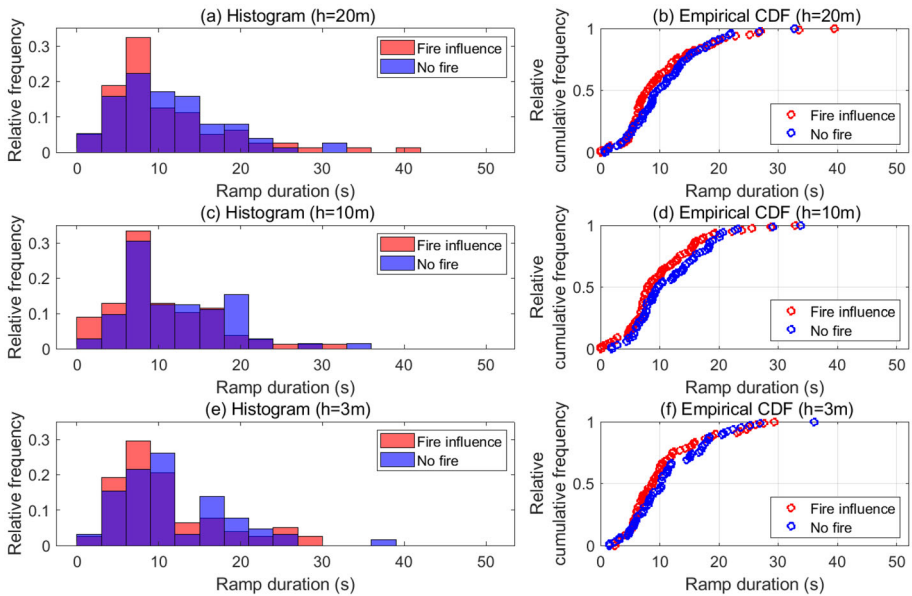 (a) Histogram (h=20m)
Relative frequency
0.3
0.2
0.1
0
Fire influence
No fire
0 10 20 30 40 50
Ramp duration (s)
(b) Empirical CDF (h=20m)
Relative
cumulative frequency
1
0.5
0
Fire influence
No fire
0 10 20 30 40 50
Ramp duration (s)
(c) Histogram (h=10m)
Relative frequency
0.3
0.2
0.1
0
Fire influence
No fire
0 10 20 30 40 50
Ramp duration (s)
(d) Empirical CDF (h=10m)
Relative
cumulative frequency
1
0.5
0
Fire influence
No fire
0 10 20 30 40 50
Ramp duration (s)
(e) Histogram (h=3m)
Relative frequency
0.3
0.2
0.1
0
Fire influence
No fire
0 10 20 30 40 50
Ramp duration (s)
(f) Empirical CDF (h=3m)
Relative
cumulative frequency
1
0.5
0
Fire influence
No fire
0 10 20 30 40 50
Ramp duration (s)